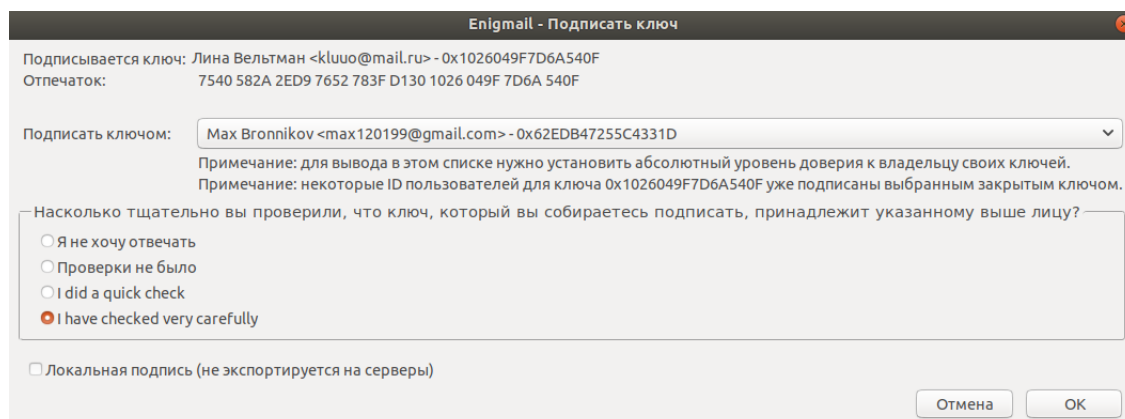 Enigmail - Подписать ключ
Подписывается ключ: Лина Вельтман <kluuo@mail.ru> - 0x1026049F7D6A540F
Отпечаток: 7540 582A 2ED9 7652 783F D130 1026 049F 7D6A 540F
Подписать ключом: Max Bronnikov <max120199@gmail.com> - 0x62EDB47255C4331D
Примечание: для вывода в этом списке нужно установить абсолютный уровень доверия к владельцу своих ключей.
Примечание: некоторые ID пользователей для ключа 0x1026049F7D6A540F уже подписаны выбранным закрытым ключом.
Насколько тщательно вы проверили, что ключ, который вы собираетесь подписать, принадлежит указанному выше лицу?
Я не хочу отвечать
Проверки не было
I did a quick check
I have checked very carefully
Локальная подпись (не экспортируется на серверы)
Отмена OK